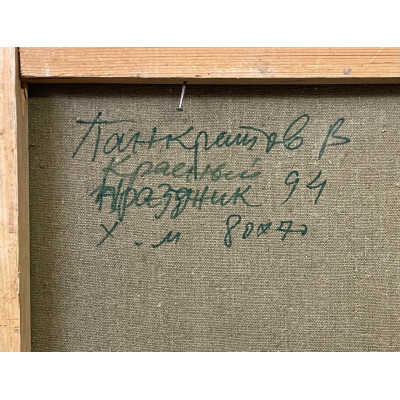 Панкратов В
Красный
праздник 94
х.м 80х70